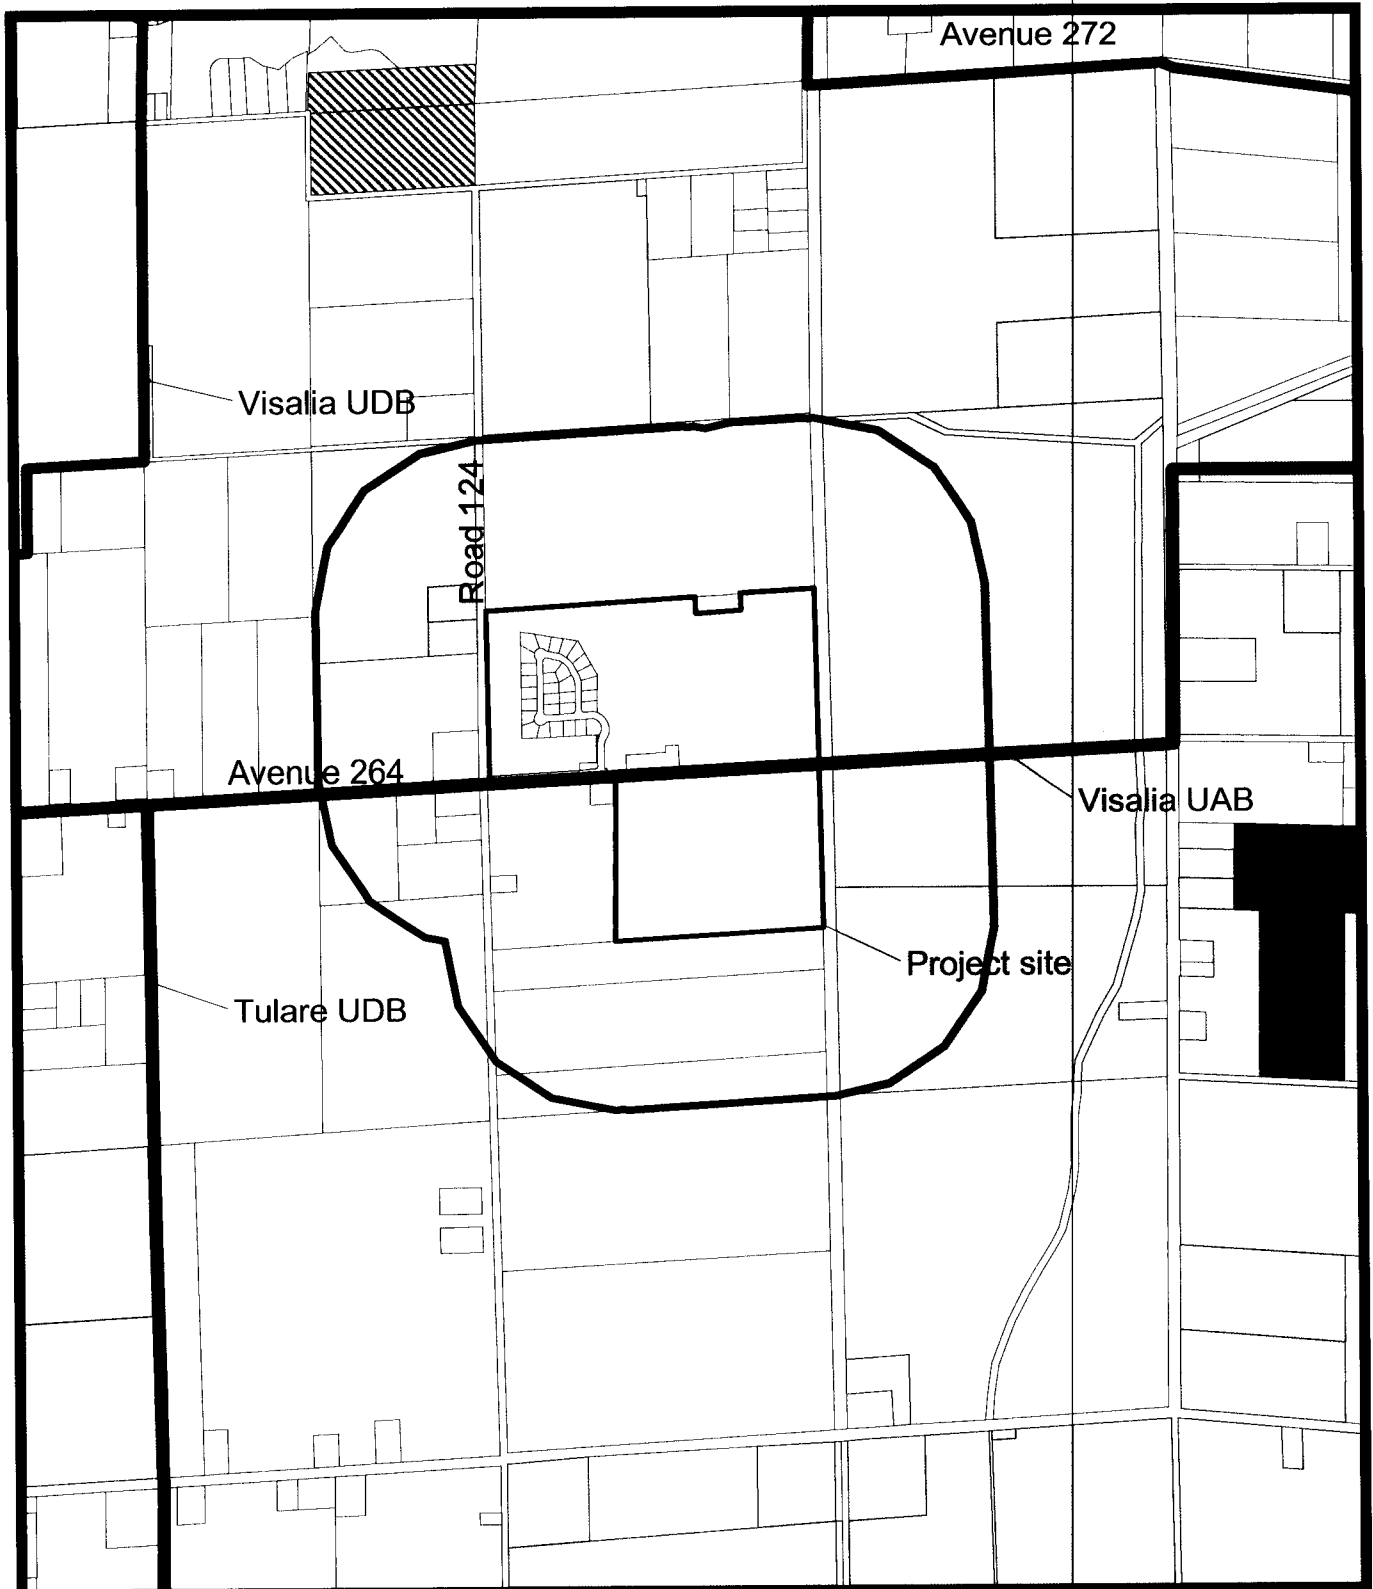 Avenue 272
Visalia UDB
Road 124
Avenue 264
Visalia UAB
Project site
Tulare UDB